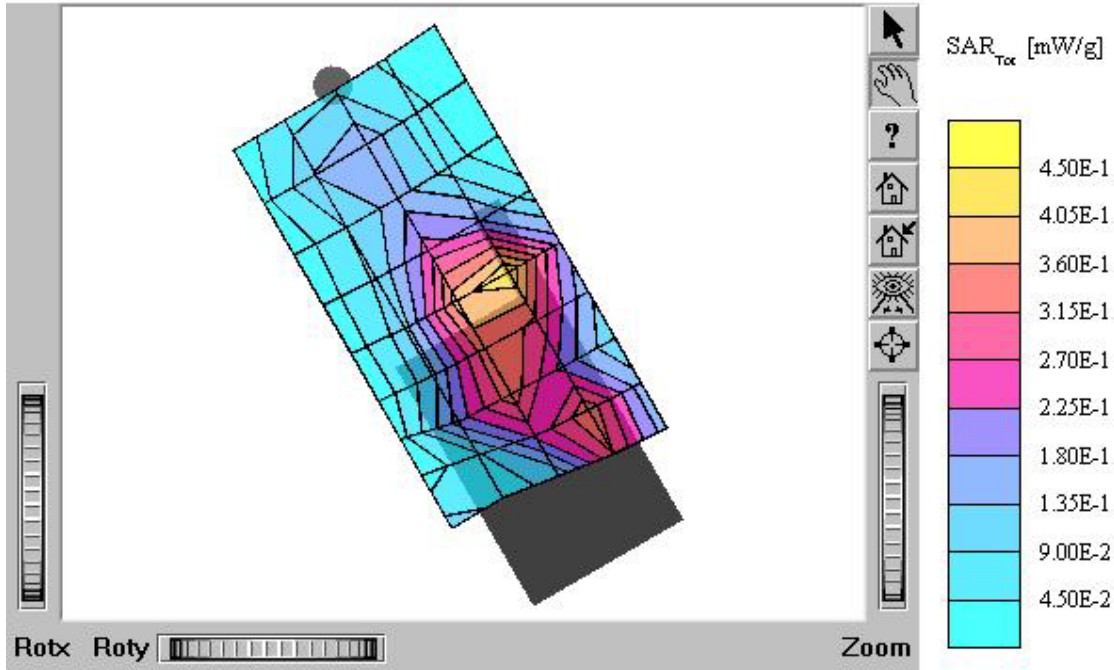 SAR_Tot [mW/g]
?
4.50E-1
4.05E-1
3.60E-1
3.15E-1
2.70E-1
2.25E-1
1.80E-1
1.35E-1
9.00E-2
4.50E-2
Rotx Roty Zoom